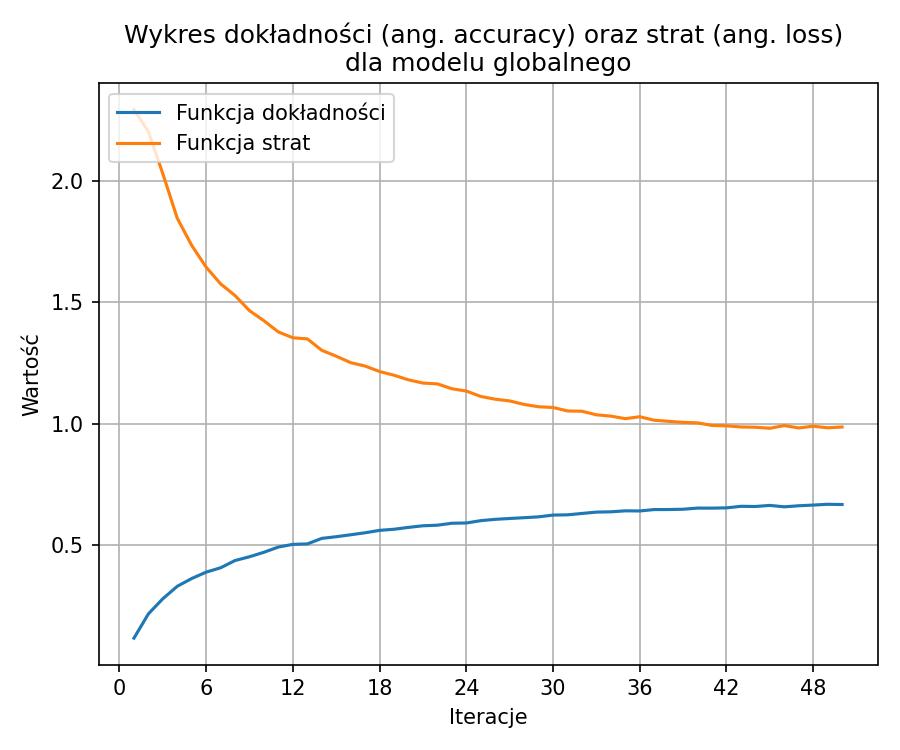 Wykres dokładności (ang. accuracy) oraz strat (ang. loss)
dla modelu globalnego
Funkcja dokładności
Funkcja strat
Wartość
2.0
1.5
1.0
0.5
0 6 12 18 24 30 36 42 48
Iteracje